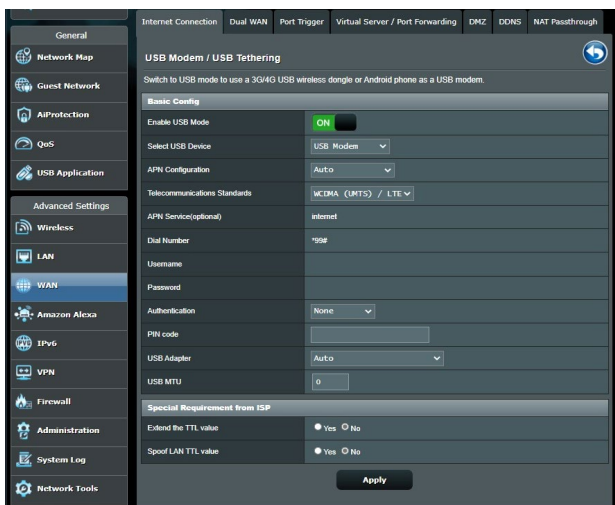 Internet Connection Dual WAN Port Trigger Virtual Server / Port Forwarding DMZ DDNS NAT Passthrough
General
Network Map
Guest Network
AiProtection
QoS
USB Application
Advanced Settings
Wireless
LAN
WAN
Amazon Alexa
IPv6
VPN
Firewall
Administration
System Log
Network Tools
USB Modem / USB Tethering
Switch to USB mode to use a 3G/4G USB wireless dongle or Android phone as a USB modem.
Basic Config
Enable USB Mode ON
Select USB Device USB Modem
APN Configuration Auto
Telecommunications Standards WCDMA (UMTS) / LTE
APN Service(optional) internet
Dial Number *99#
Username
Password
Authentication None
PIN code
USB Adapter Auto
USB MTU 0
Special Requirement from ISP
Extend the TTL value Yes No
Spoof LAN TTL value Yes No
Apply